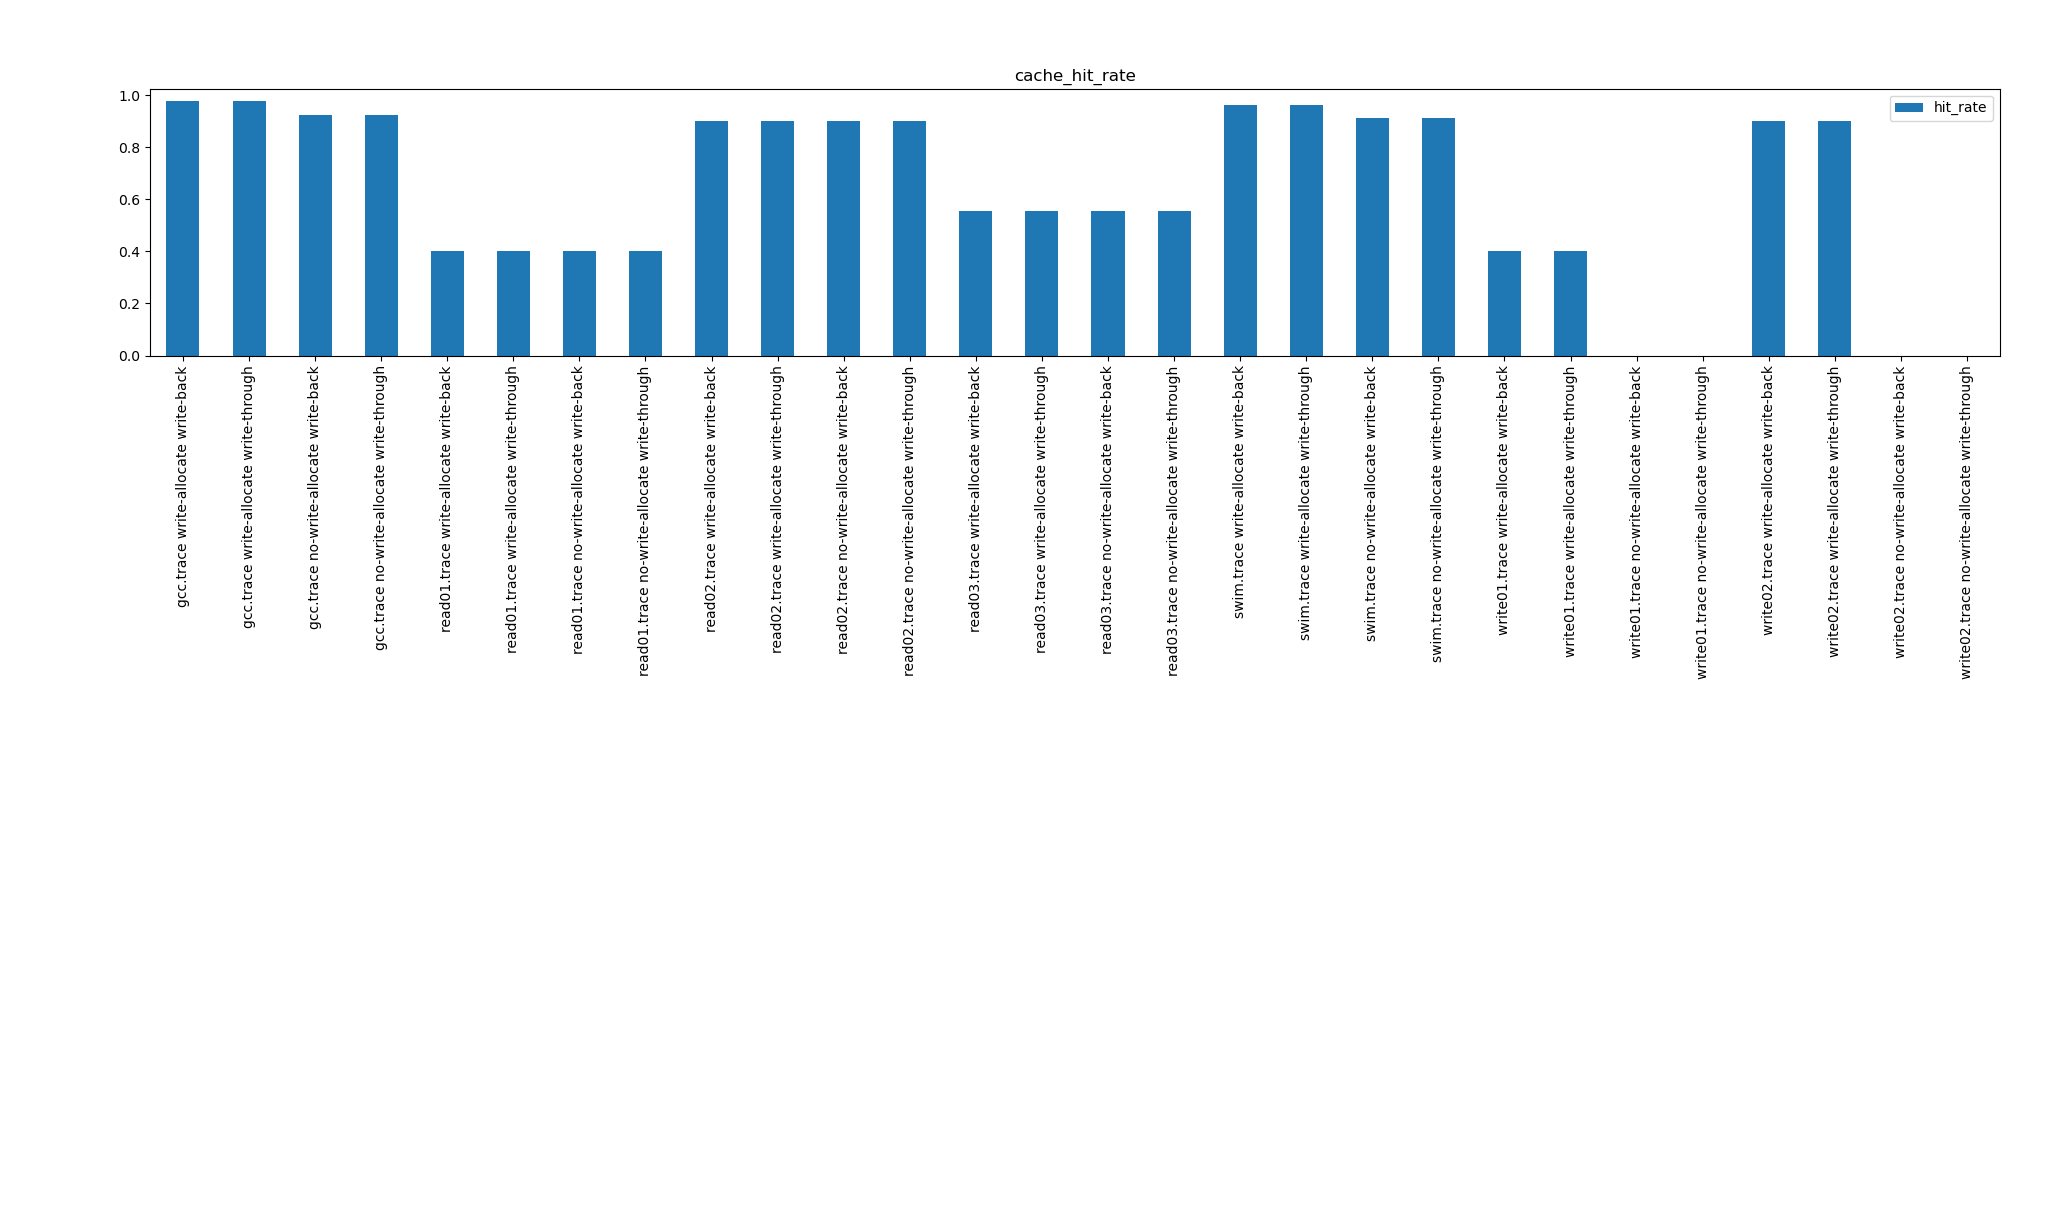 cache_hit_rate
hit_rate
1.0
0.8
0.6
0.4
0.2
0.0
gcc.trace write-allocate write-back
gcc.trace write-allocate write-through
gcc.trace no-write-allocate write-back
gcc.trace no-write-allocate write-through
read01.trace write-allocate write-back
read01.trace write-allocate write-through
read01.trace no-write-allocate write-back
read01.trace no-write-allocate write-through
read02.trace write-allocate write-back
read02.trace write-allocate write-through
read02.trace no-write-allocate write-back
read02.trace no-write-allocate write-through
read03.trace write-allocate write-back
read03.trace write-allocate write-through
read03.trace no-write-allocate write-back
read03.trace no-write-allocate write-through
swim.trace write-allocate write-back
swim.trace write-allocate write-through
swim.trace no-write-allocate write-back
swim.trace no-write-allocate write-through
write01.trace write-allocate write-back
write01.trace write-allocate write-through
write01.trace no-write-allocate write-back
write01.trace no-write-allocate write-through
write02.trace write-allocate write-back
write02.trace write-allocate write-through
write02.trace no-write-allocate write-back
write02.trace no-write-allocate write-through